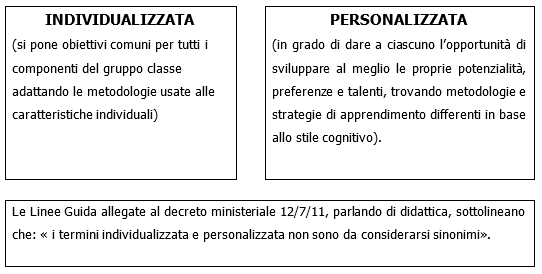 INDIVIDUALIZZATA
(si pone obiettivi comuni per tutti i
componenti del gruppo classe
adattando le metodologie usate alle
caratteristiche individuali)
PERSONALIZZATA
(in grado di dare a ciascuno l'opportunità di
sviluppare al meglio le proprie potenzialità,
preferenze e talenti, trovando metodologie e
strategie di apprendimento differenti in base
allo stile cognitivo).
Le Linee Guida allegate al decreto ministeriale 12/7/11, parlando di didattica, sottolineano
che: « i termini individualizzata e personalizzata non sono da considerarsi sinonimi».